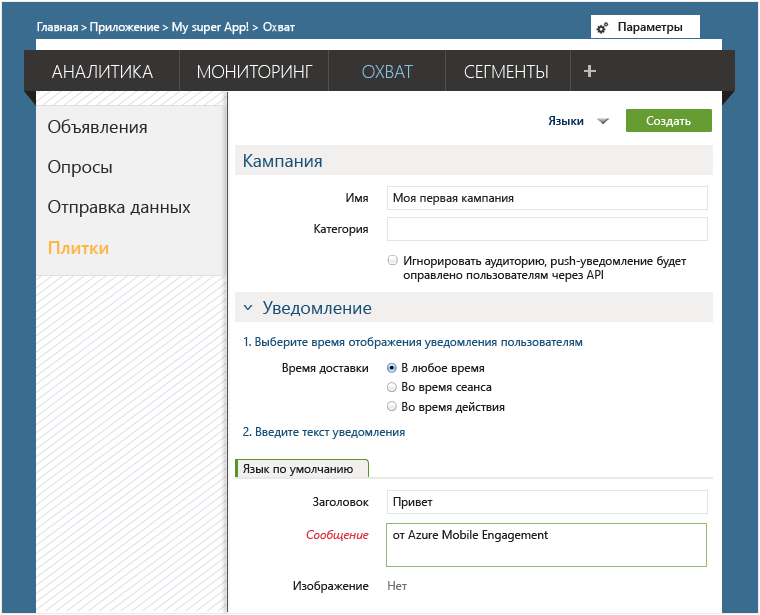 Главная > Приложение > My super App! > Охват
Параметры
АНАЛИТИКА МОНИТОРИНГ ОХВАТ СЕГМЕНТЫ +
Объявления
Опросы
Отправка данных
Плитки
Языки Создать
Кампания
Имя Моя первая кампания
Категория
Игнорировать аудиторию, push-уведомление будет
оправлено пользователям через API
Уведомление
1. Выберите время отображения уведомления пользователям
Время доставки В любое время
Во время сеанса
Во время действия
2. Введите текст уведомления
Язык по умолчанию
Заголовок Привет
Сообщение от Azure Mobile Engagement
Изображение Нет